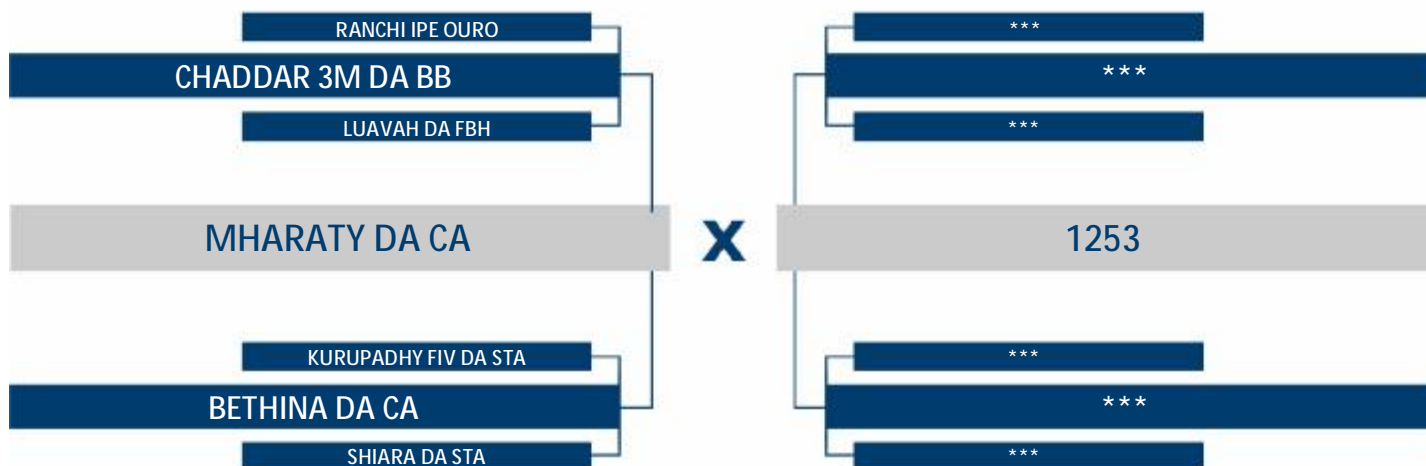 RANCHI IPE OURO
***
CHADDAR 3M DA BB
***
LUAVAH DA FBH
***
MHARATY DA CA
X
1253
KURUPADHY FIV DA STA
***
BETHINA DA CA
***
SHIARA DA STA
***